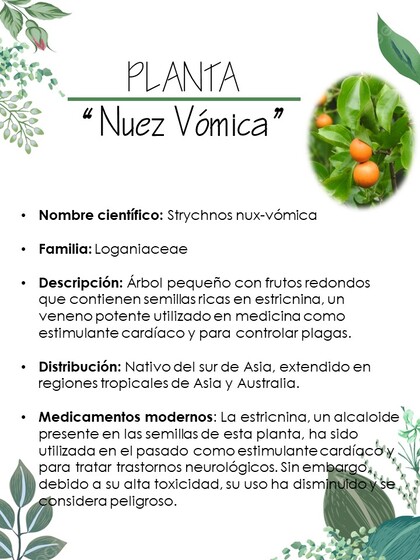 PLANTA
“Nuez Vómica”
• Nombre científico: Strychnos nux-vómica
• Familia: Loganiaceae
• Descripción: Árbol pequeño con frutos redondos
que contienen semillas ricas en estricnina, un
veneno potente utilizado en medicina como
estimulante cardíaco y para controlar plagas.
• Distribución: Nativo del sur de Asia, extendido en
regiones tropicales de Asia y Australia.
• Medicamentos modernos: La estricnina, un alcaloide
presente en las semillas de esta planta, ha sido
utilizada en el pasado como estimulante cardíaco y
para tratar trastornos neurológicos. Sin embargo,
debido a su alta toxicidad, su uso ha disminuido y se
considera peligroso.